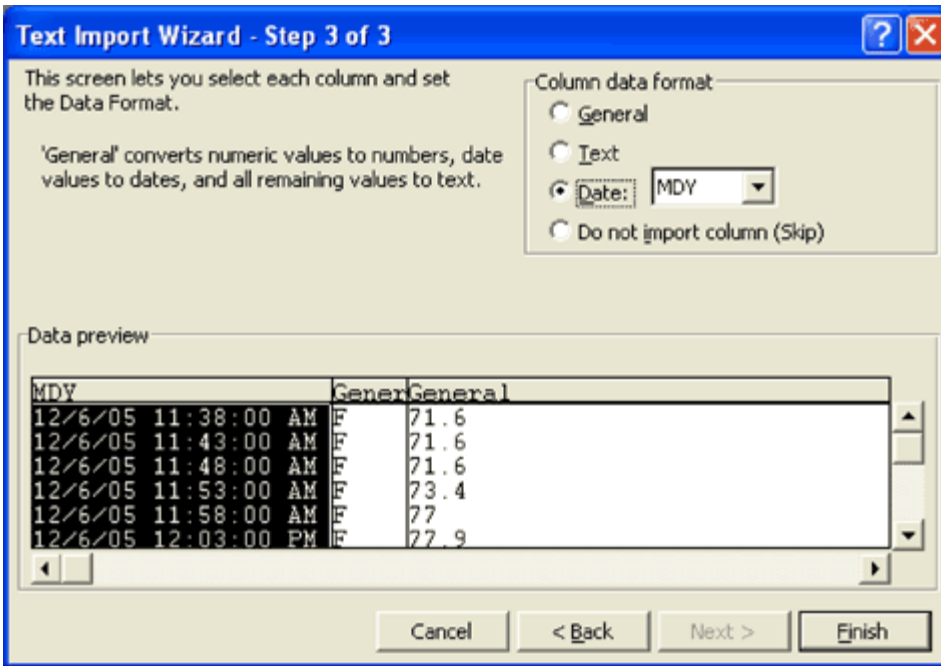 Text Import Wizard - Step 3 of 3
This screen lets you select each column and set
the Data Format.
'General' converts numeric values to numbers, date
values to dates, and all remaining values to text.
Column data format
General
Text
Date: MDY
Do not import column (Skip)
Data preview
MDY GenerGeneral
12/6/05 11:38:00 AM F 71.6
12/6/05 11:43:00 AM F 71.6
12/6/05 11:48:00 AM F 71.6
12/6/05 11:53:00 AM F 73.4
12/6/05 11:58:00 AM F 77
12/6/05 12:03:00 PM F 77.9
Cancel < Back Next > Finish